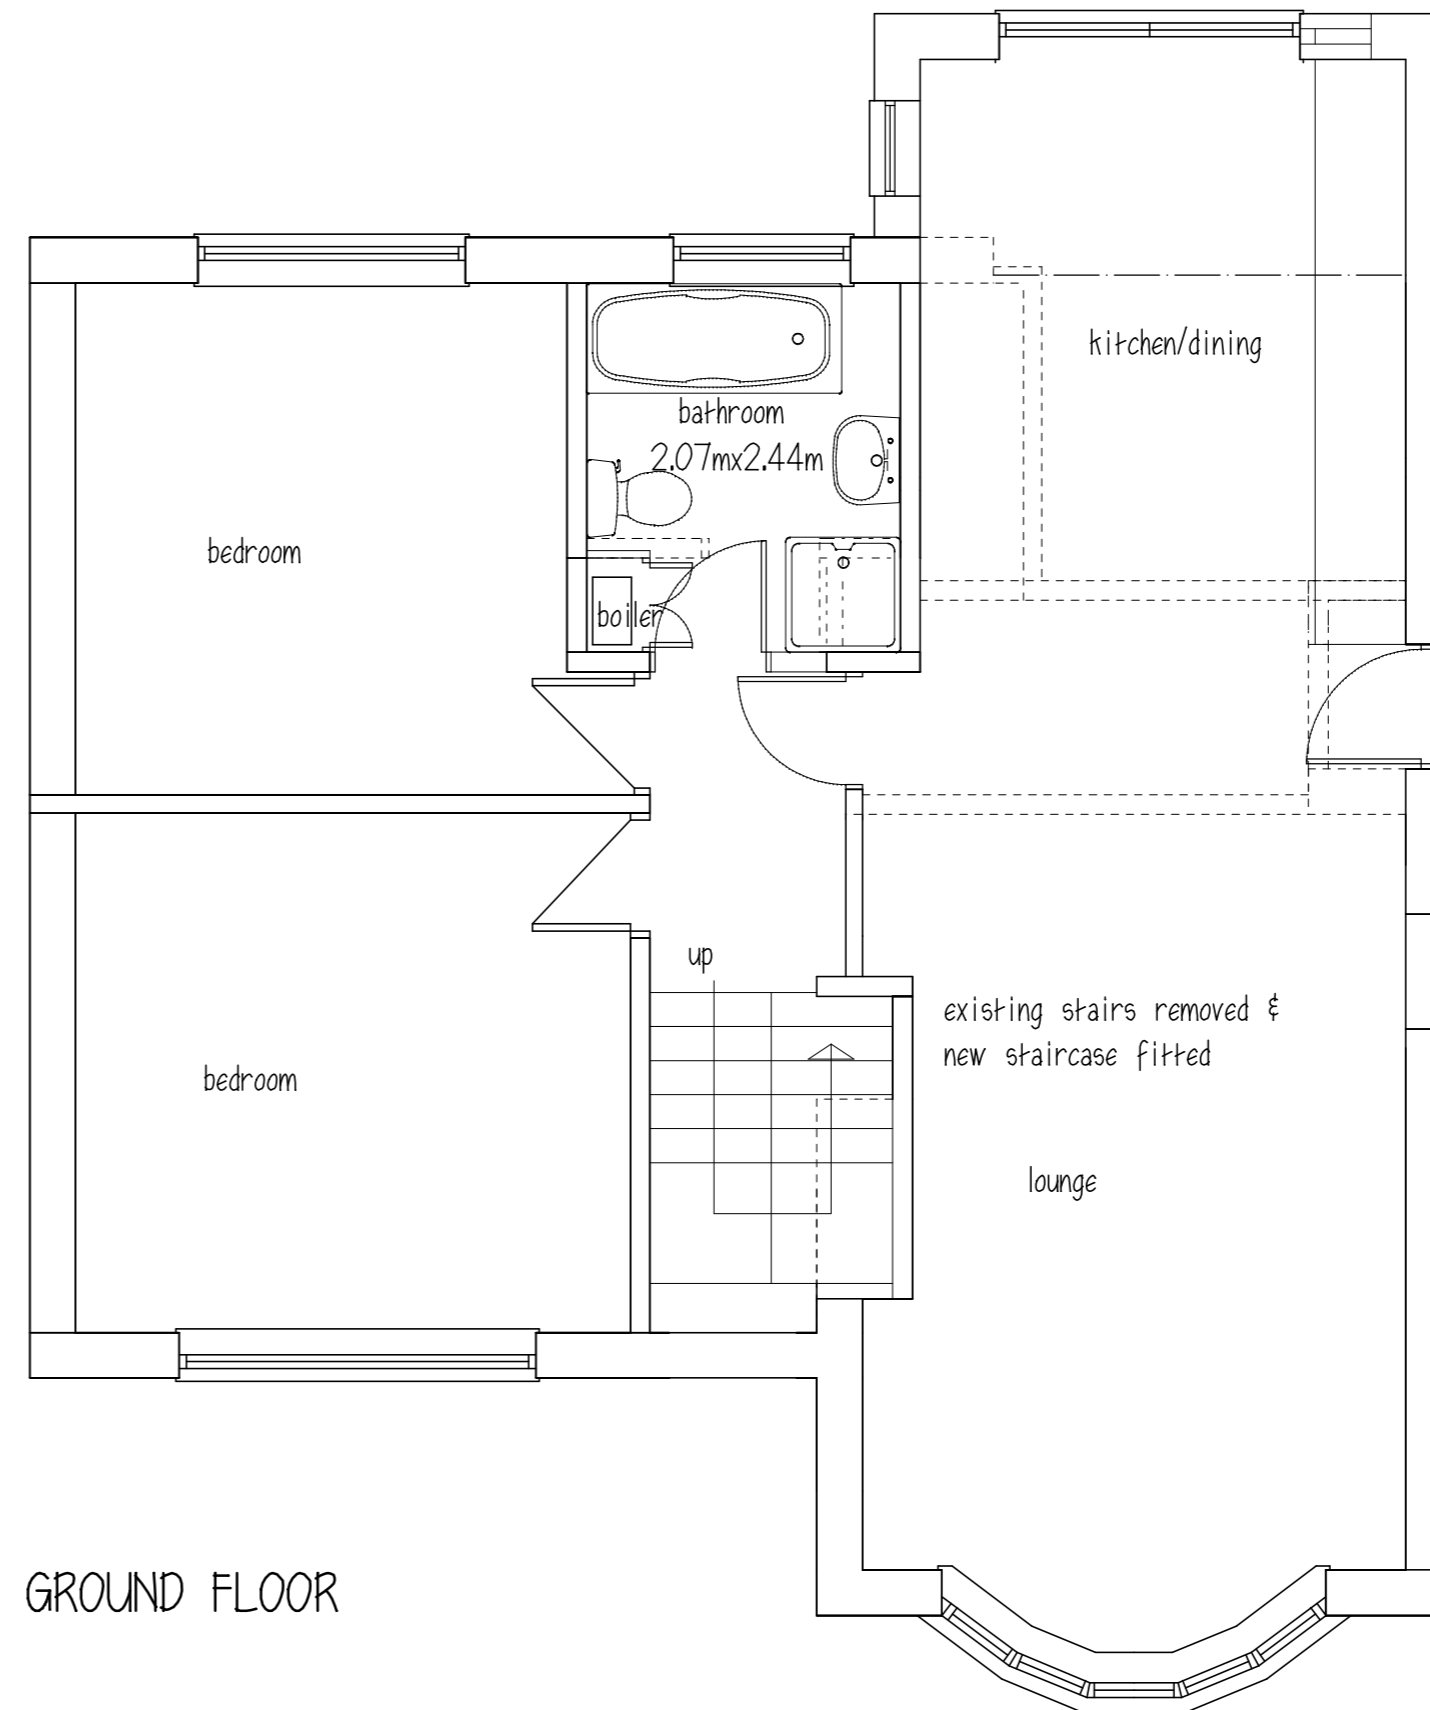 kitchen/dining
bathroom
2.07mx2.44m
bedroom
boiler
up
existing stairs removed &
new staircase fitted
bedroom
lounge
GROUND FLOOR